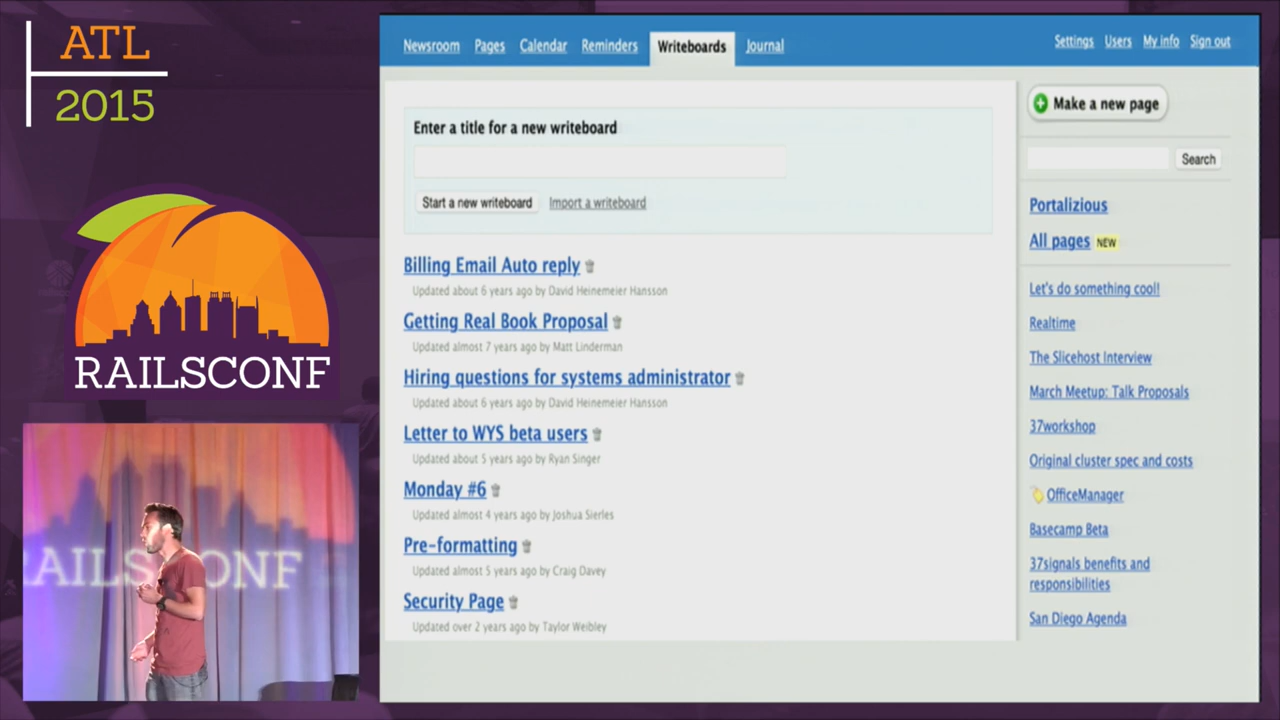 ATL
2015
RAILSCONF
RAILSCONF
Newsroom Pages Calendar Reminders Writeboards Journal
Settings Users My info Sign out
Enter a title for a new writeboard
Start a new writeboard Import a writeboard
Billing Email Auto reply
Updated about 6 years ago by David Heinemeier Hansson
Getting Real Book Proposal
Updated almost 7 years ago by Matt Linderman
Hiring questions for systems administrator
Updated about 6 years ago by David Heinemeier Hansson
Letter to WYS beta users
Updated about 5 years ago by Ryan Singer
Monday #6
Updated almost 4 years ago by Joshua Sierles
Pre-formatting
Updated almost 5 years ago by Craig Davey
Security Page
Updated over 2 years ago by Taylor Weibley
Make a new page
Search
Portalizious
All pages NEW
Let's do something cool!
Realtime
The Slicehost Interview
March Meetup: Talk Proposals
37workshop
Original cluster spec and costs
OfficeManager
Basecamp Beta
37signals benefits and
responsibilities
San Diego Agenda